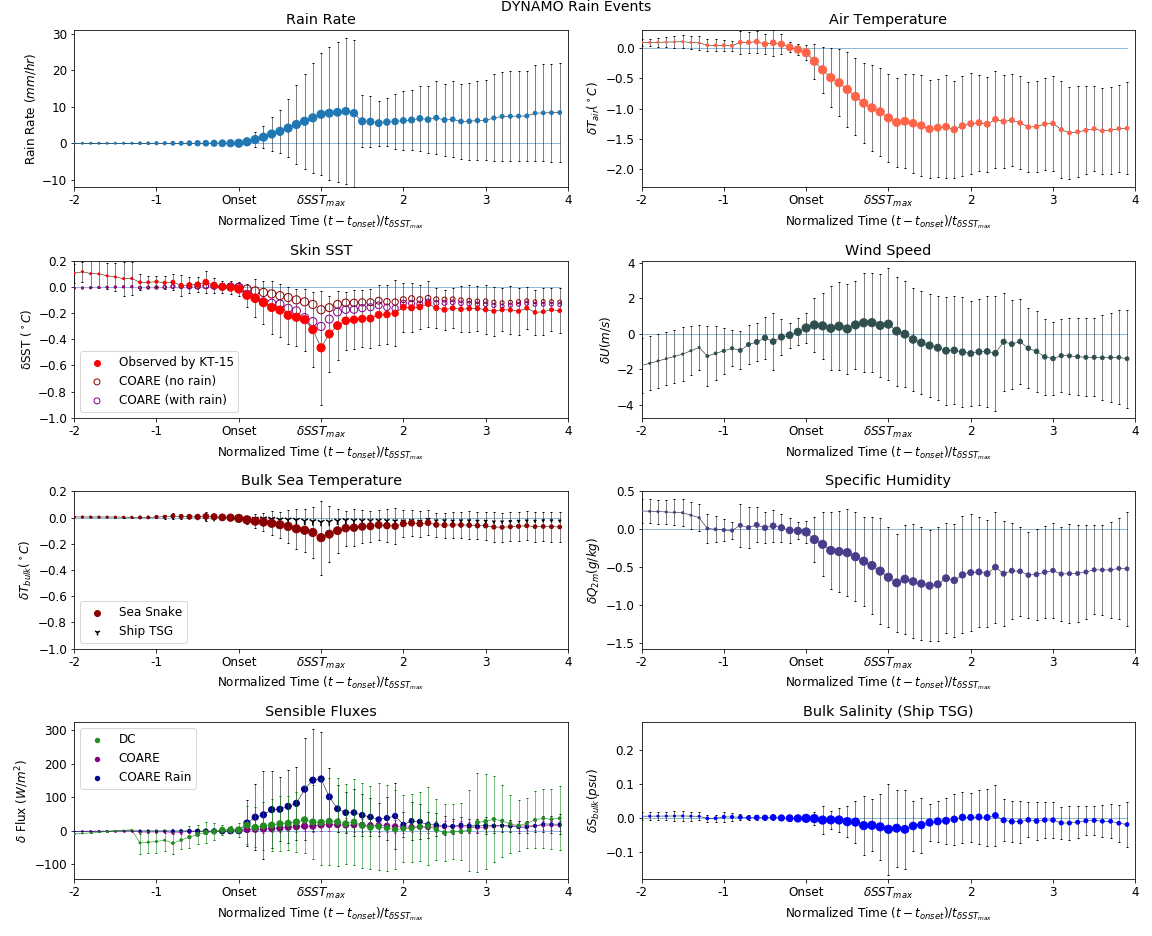 DYNAMO Rain Events
Rain Rate
Rain Rate (mm/hr)
30
20
10
0
−10
-2 -1 Onset δSST_max 2 3 4
Normalized Time (t − t_onset)/t_δSST_max
Air Temperature
δT_air(°C)
0.0
−0.5
−1.0
−1.5
−2.0
-2 -1 Onset δSST_max 2 3 4
Normalized Time (t − t_onset)/t_δSST_max
Skin SST
δSST (°C)
0.2
0.0
−0.2
−0.4
−0.6
−0.8
−1.0
Observed by KT-15
COARE (no rain)
COARE (with rain)
-2 -1 Onset δSST_max 2 3 4
Normalized Time (t − t_onset)/t_δSST_max
Wind Speed
δU(m/s)
4
2
0
−2
−4
-2 -1 Onset δSST_max 2 3 4
Normalized Time (t − t_onset)/t_δSST_max
Bulk Sea Temperature
δT_bulk(°C)
0.2
0.0
−0.2
−0.4
−0.6
−0.8
−1.0
Sea Snake
Ship TSG
-2 -1 Onset δSST_max 2 3 4
Normalized Time (t − t_onset)/t_δSST_max
Specific Humidity
δQ_2m(g/kg)
0.5
0.0
−0.5
−1.0
−1.5
-2 -1 Onset δSST_max 2 3 4
Normalized Time (t − t_onset)/t_δSST_max
Sensible Fluxes
δ Flux (W/m²)
300
200
100
0
−100
DC
COARE
COARE Rain
-2 -1 Onset δSST_max 2 3 4
Normalized Time (t − t_onset)/t_δSST_max
Bulk Salinity (Ship TSG)
δS_bulk(psu)
0.2
0.1
0.0
−0.1
-2 -1 Onset δSST_max 2 3 4
Normalized Time (t − t_onset)/t_δSST_max